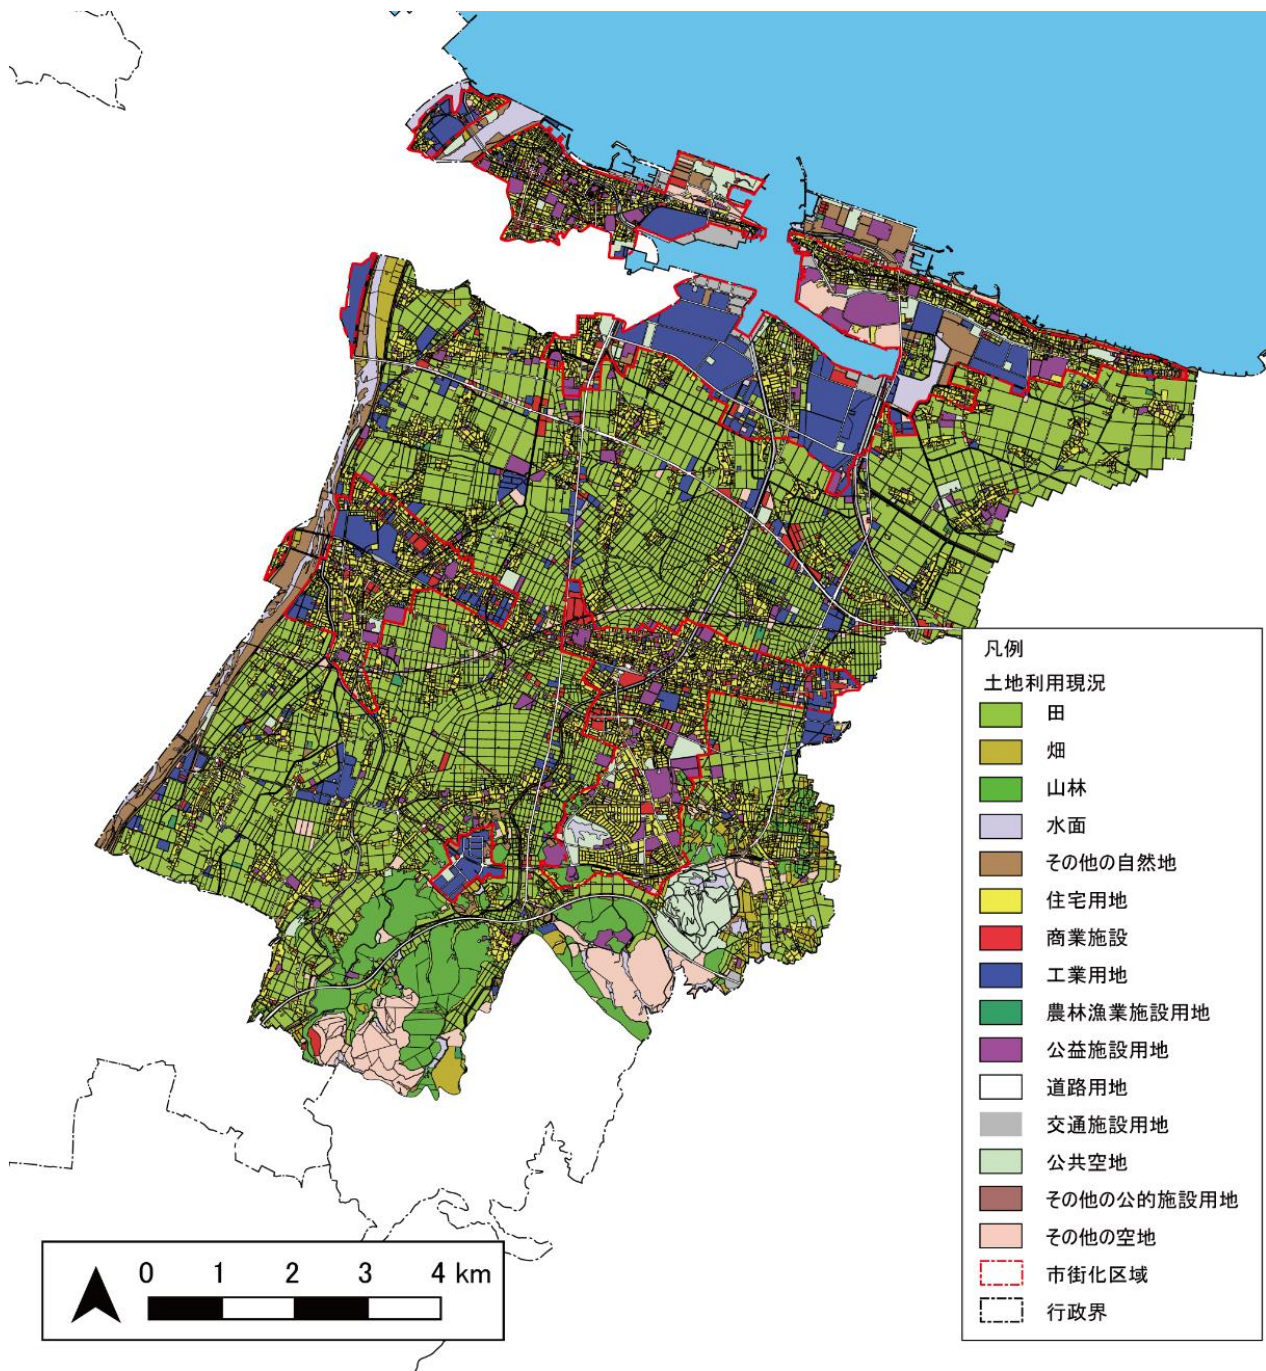 凡例
土地利用現況
田
畑
山林
水面
その他の自然地
住宅用地
商業施設
工業用地
農林漁業施設用地
公益施設用地
道路用地
交通施設用地
公共空地
その他の公的施設用地
その他の空地
市街化区域
行政界
0 1 2 3 4 km